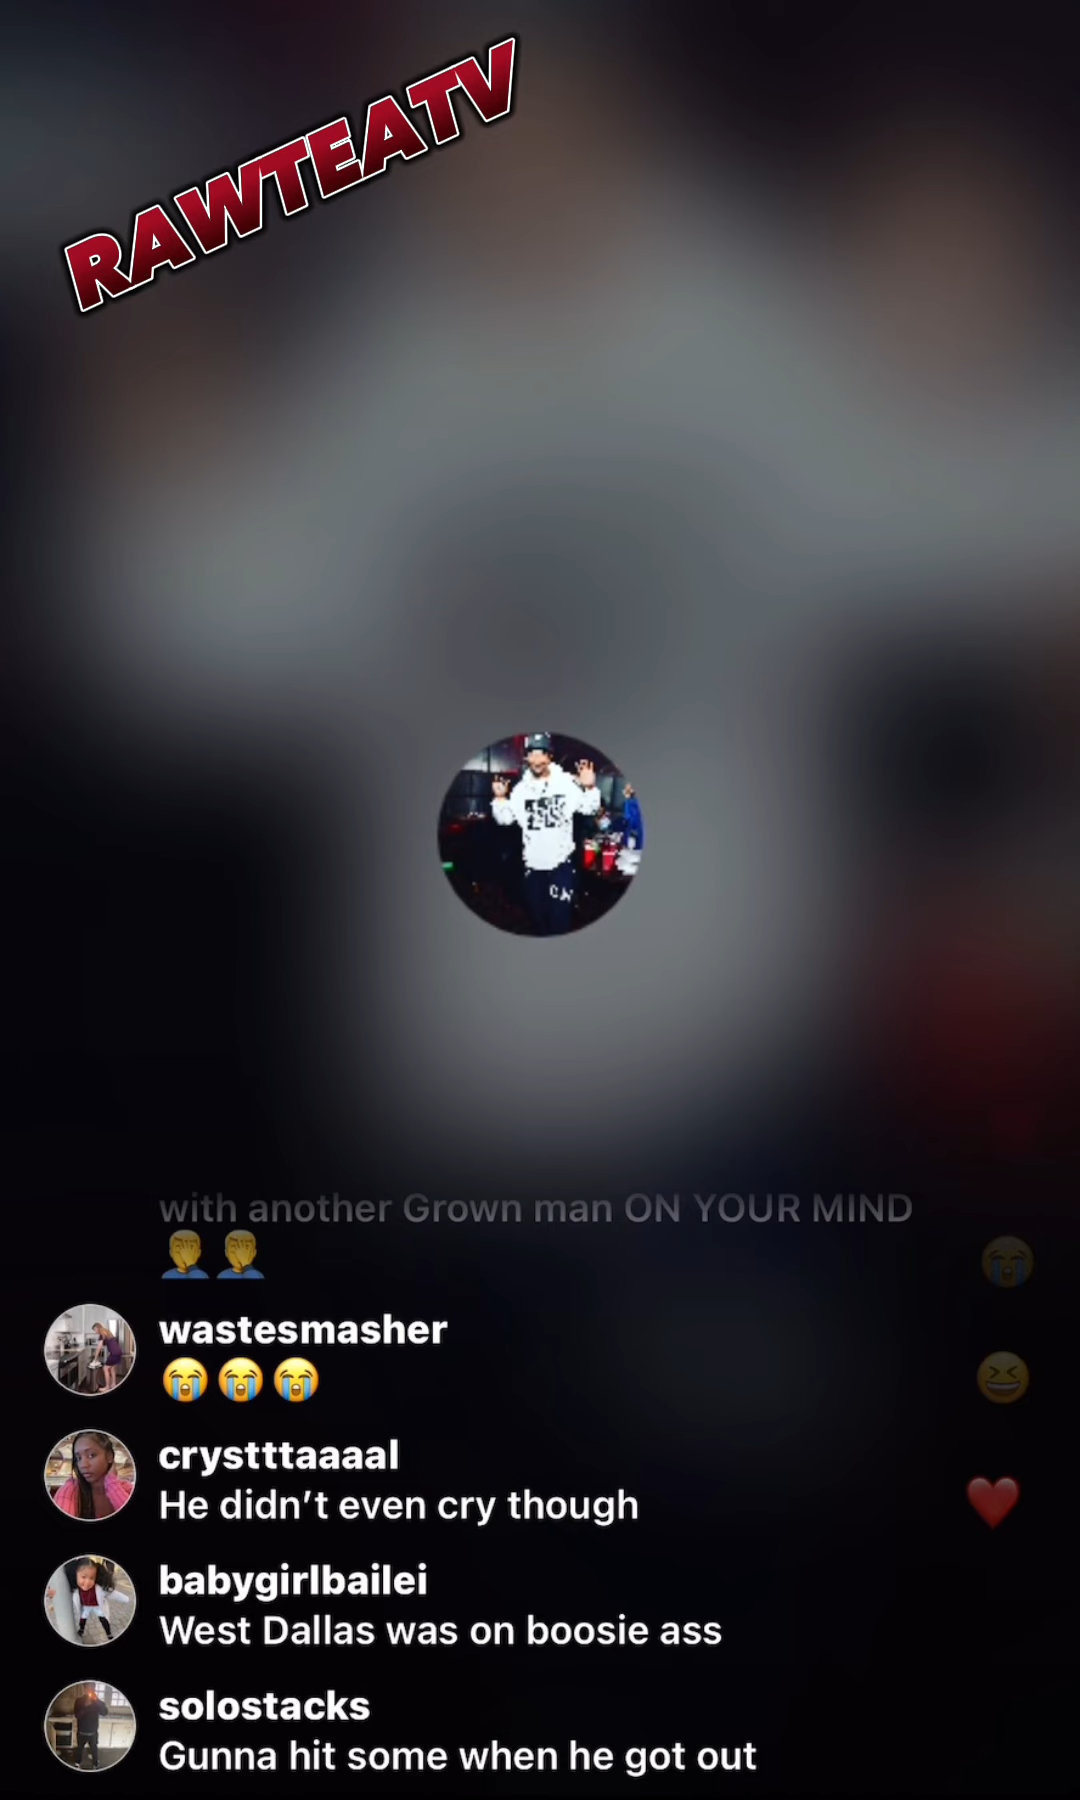 RAWTEATV
with another Grown man ON YOUR MIND
🤦‍♂️🤦‍♂️
wastesmasher
😭😭😭
crystttaaaal
He didn’t even cry though
babygirlbailei
West Dallas was on boosie ass
solostacks
Gunna hit some when he got out